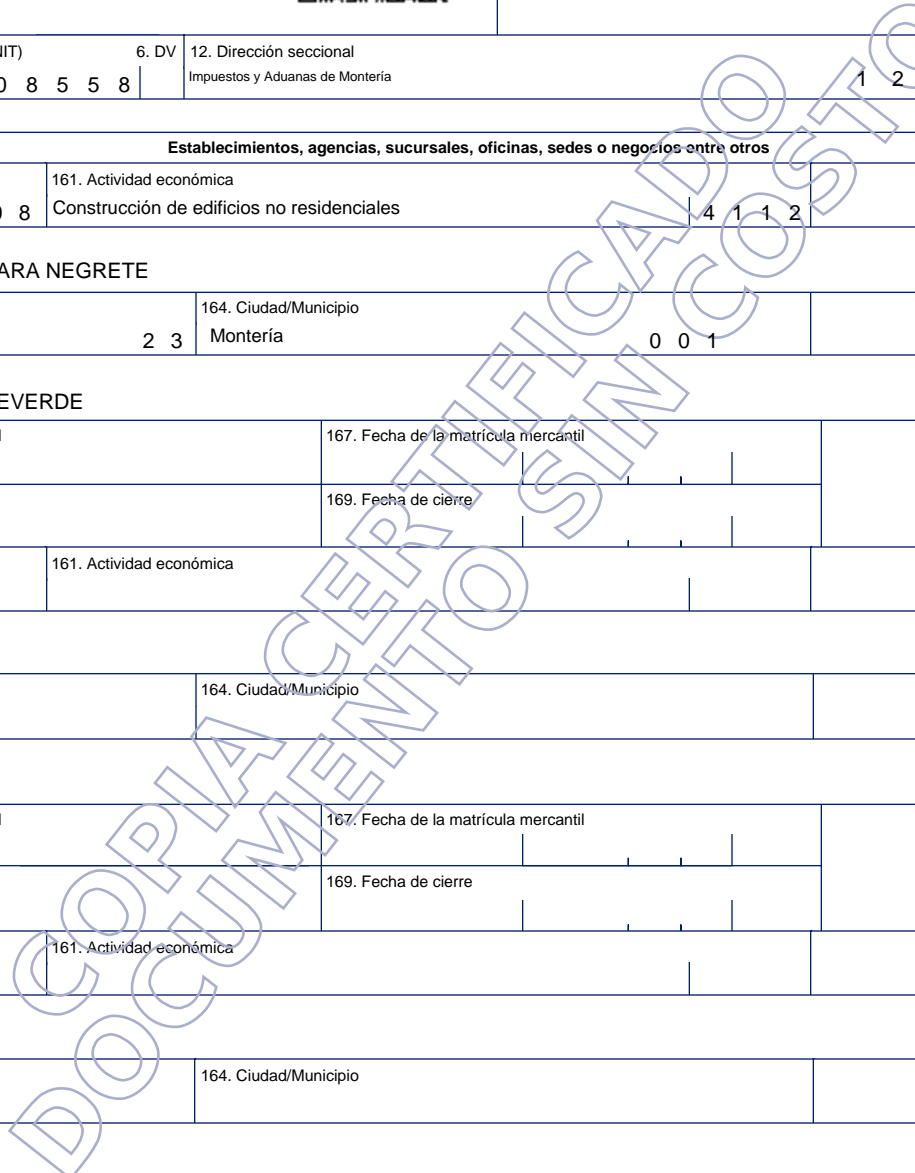 NIT) 6. DV 12. Dirección seccional
0 8 5 5 8 Impuestos y Aduanas de Montería 1 2
Establecimientos, agencias, sucursales, oficinas, sedes o negocios entre otros
161. Actividad económica
0 8 Construcción de edificios no residenciales 4 1 1 2
ARA NEGRETE
164. Ciudad/Municipio
2 3 Montería 0 0 1
EVERDE
167. Fecha de la matrícula mercantil
169. Fecha de cierre
161. Actividad económica
164. Ciudad/Municipio
167. Fecha de la matrícula mercantil
169. Fecha de cierre
161. Actividad económica
164. Ciudad/Municipio
COPIA CERTIFICADO
DOCUMENTO SIN COSTO